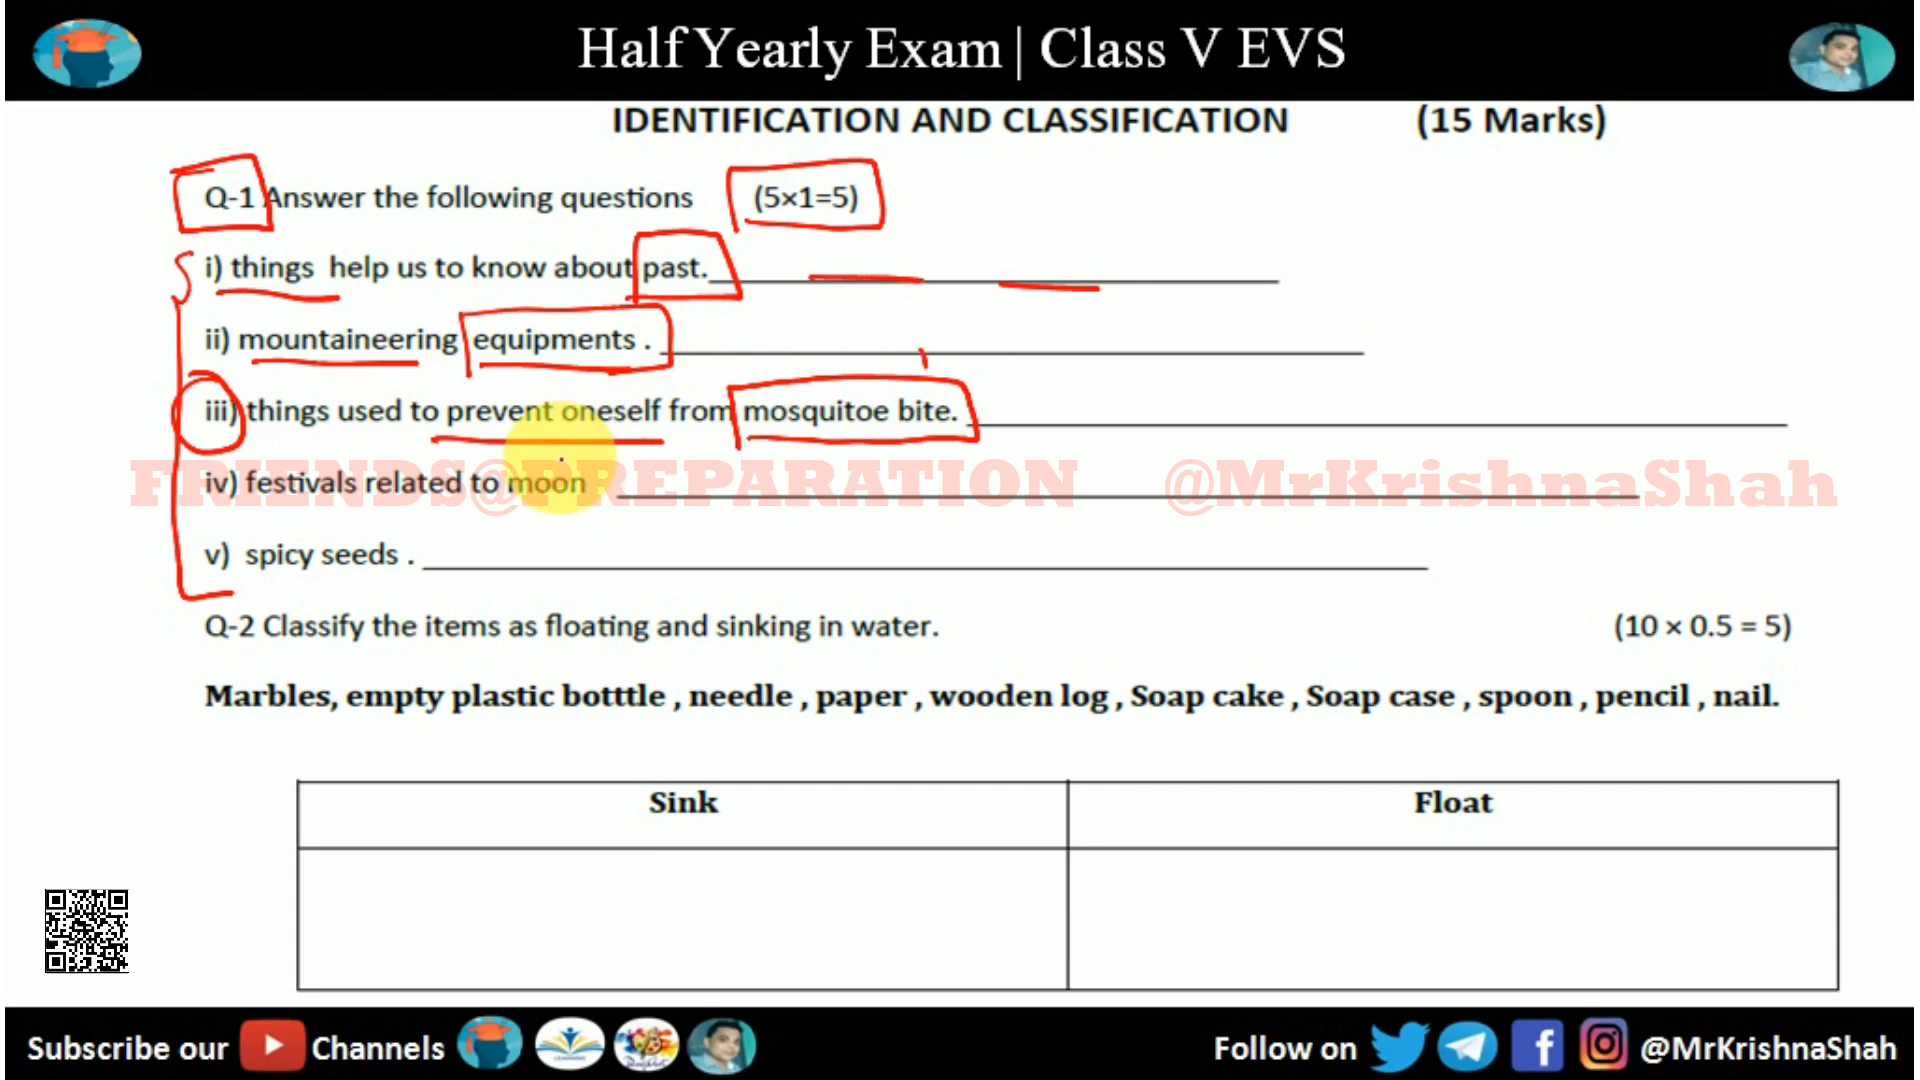 Half Yearly Exam | Class V EVS
IDENTIFICATION AND CLASSIFICATION (15 Marks)
Q-1 Answer the following questions (5×1=5)
i) things help us to know about past.
ii) mountaineering equipments .
iii) things used to prevent oneself from mosquitoe bite.
FRIENDS@PREPARATION @MrKrishnaShah
iv) festivals related to moon
v) spicy seeds .
Q-2 Classify the items as floating and sinking in water. (10 × 0.5 = 5)
Marbles, empty plastic botttle , needle , paper , wooden log , Soap cake , Soap case , spoon , pencil , nail.
Sink Float
Subscribe our Channels Follow on @MrKrishnaShah